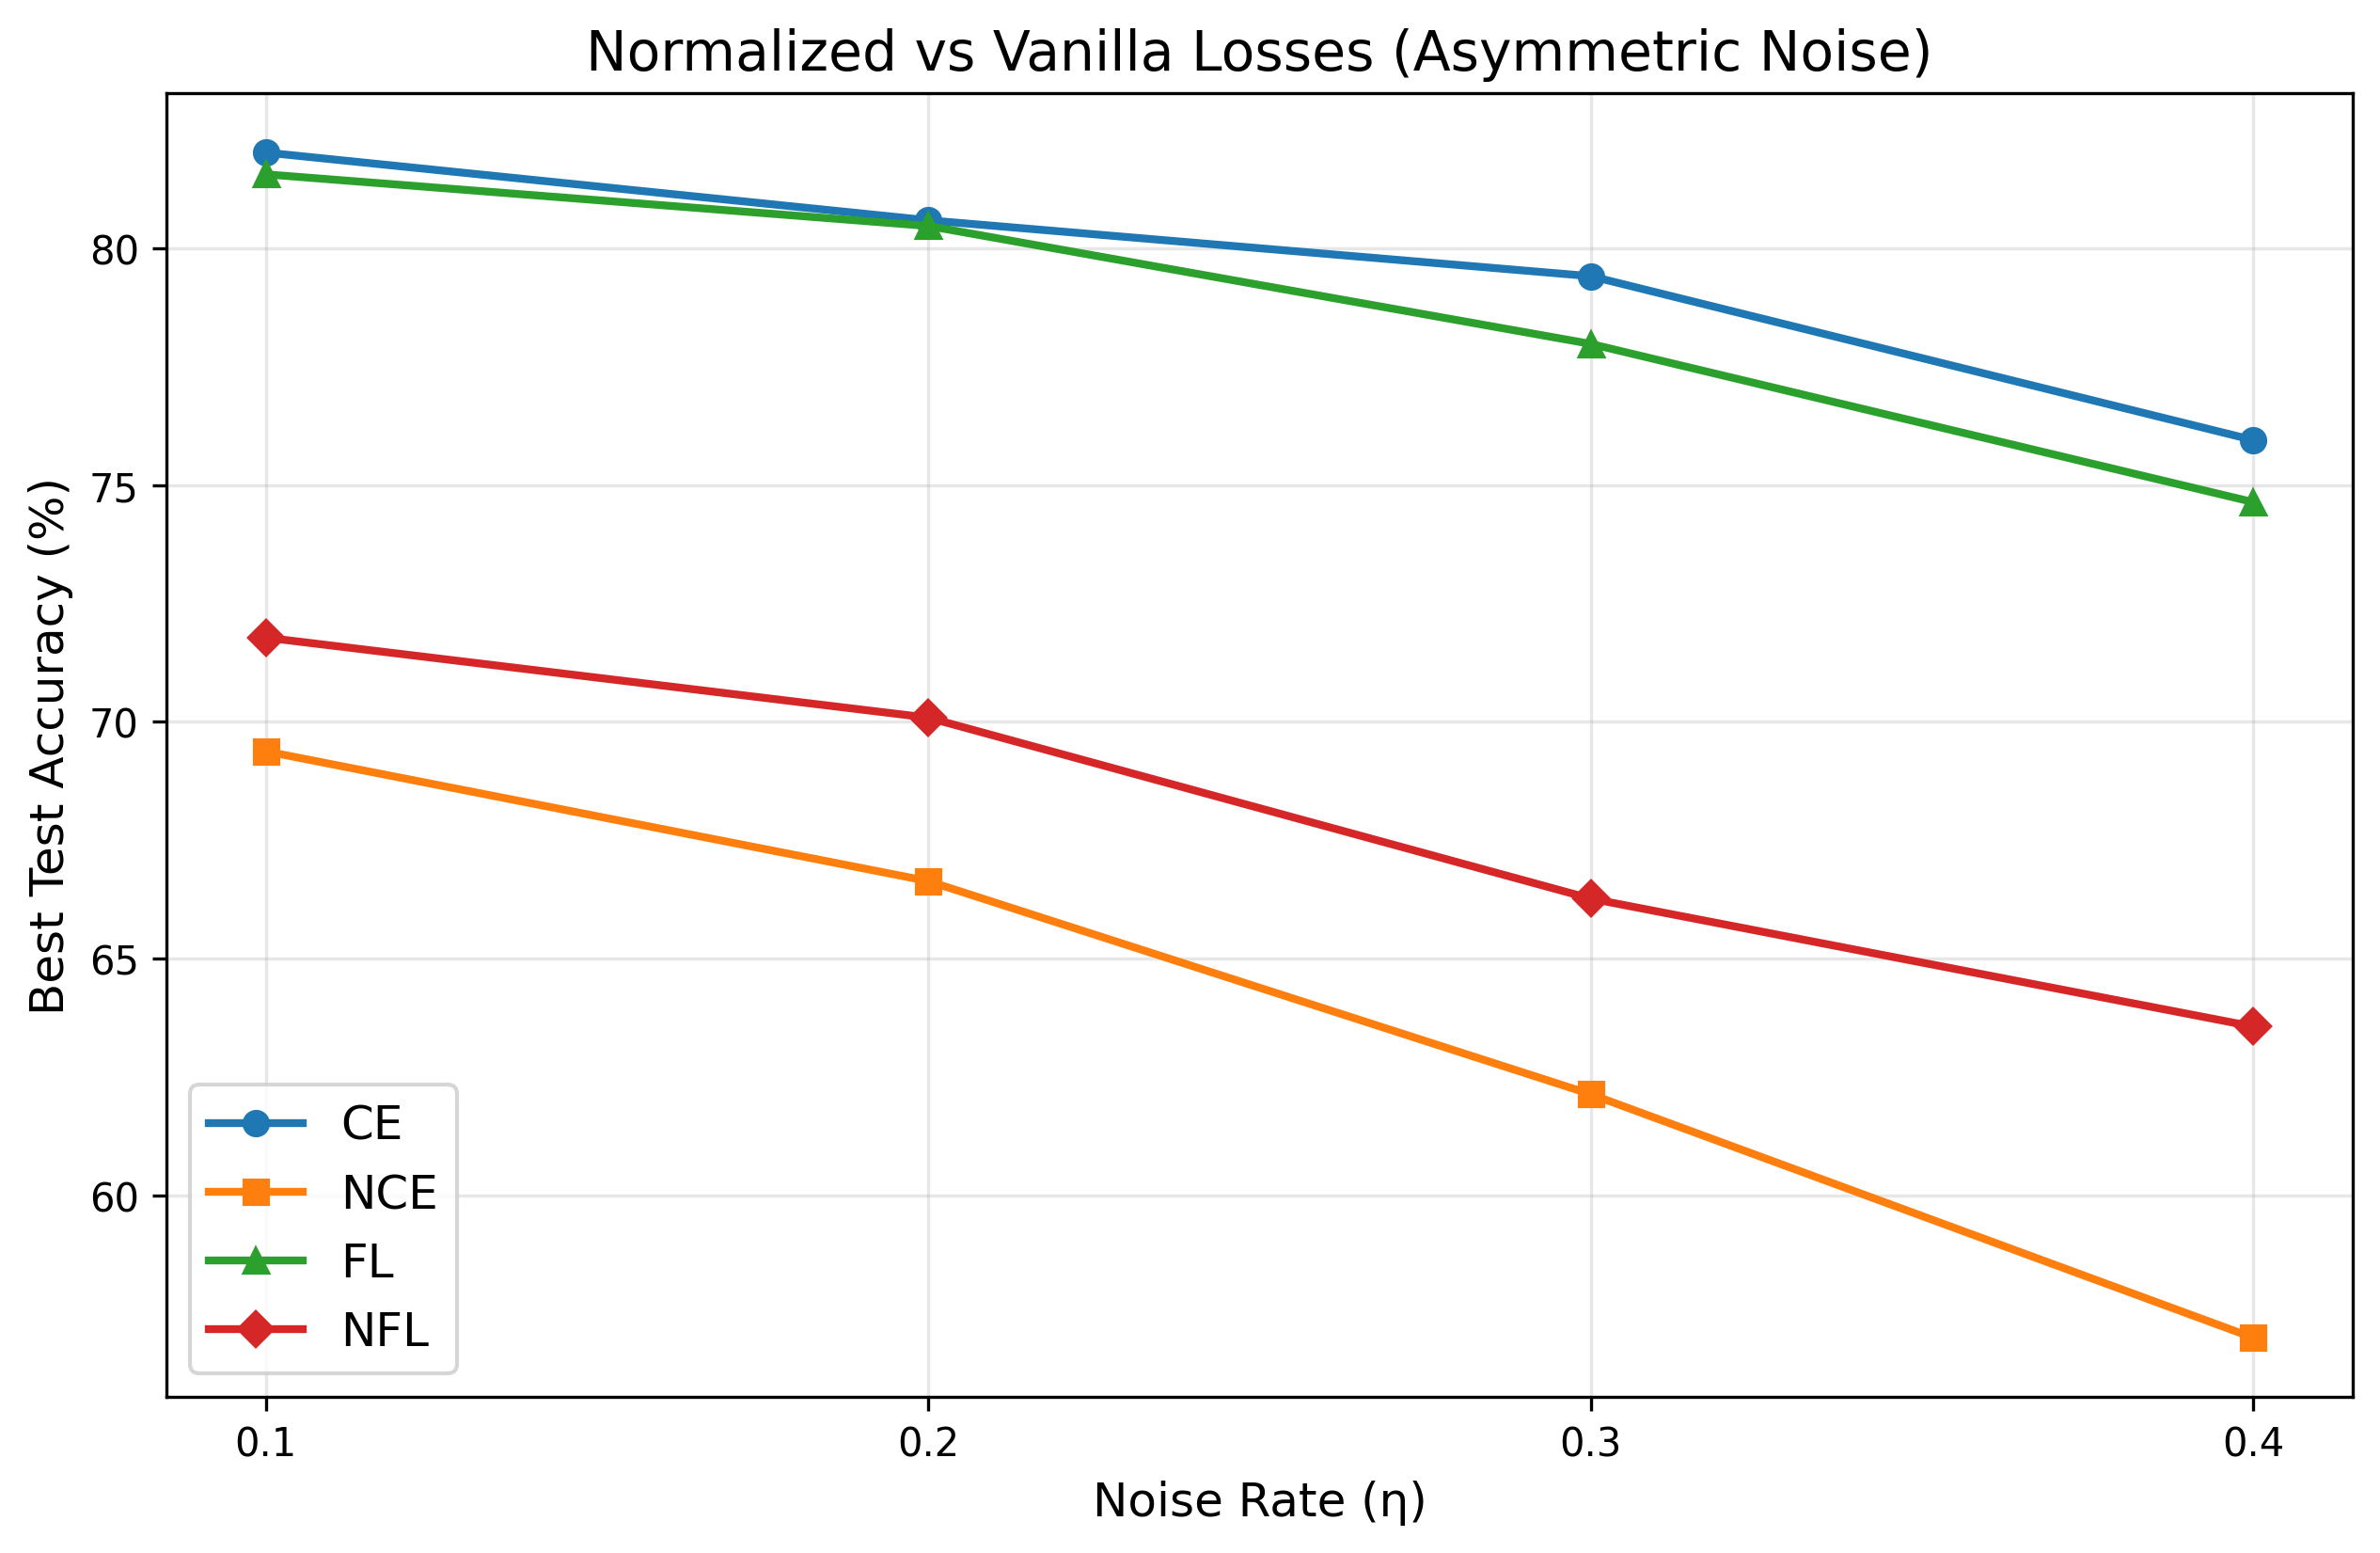 Normalized vs Vanilla Losses (Asymmetric Noise)
Best Test Accuracy (%)
80
75
70
65
60
CE
NCE
FL
NFL
0.1 0.2 0.3 0.4
Noise Rate (η)